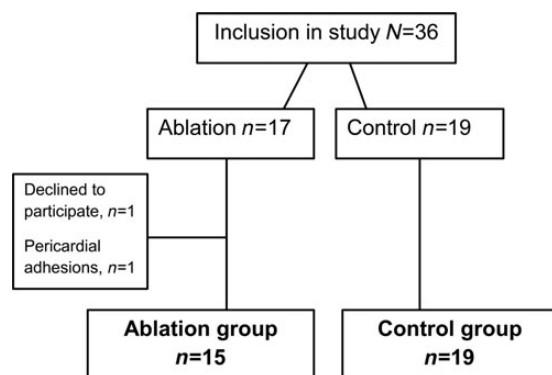 Inclusion in study N=36
Ablation n=17
Control n=19
Declined to
participate, n=1
Pericardial
adhesions, n=1
Ablation group
n=15
Control group
n=19